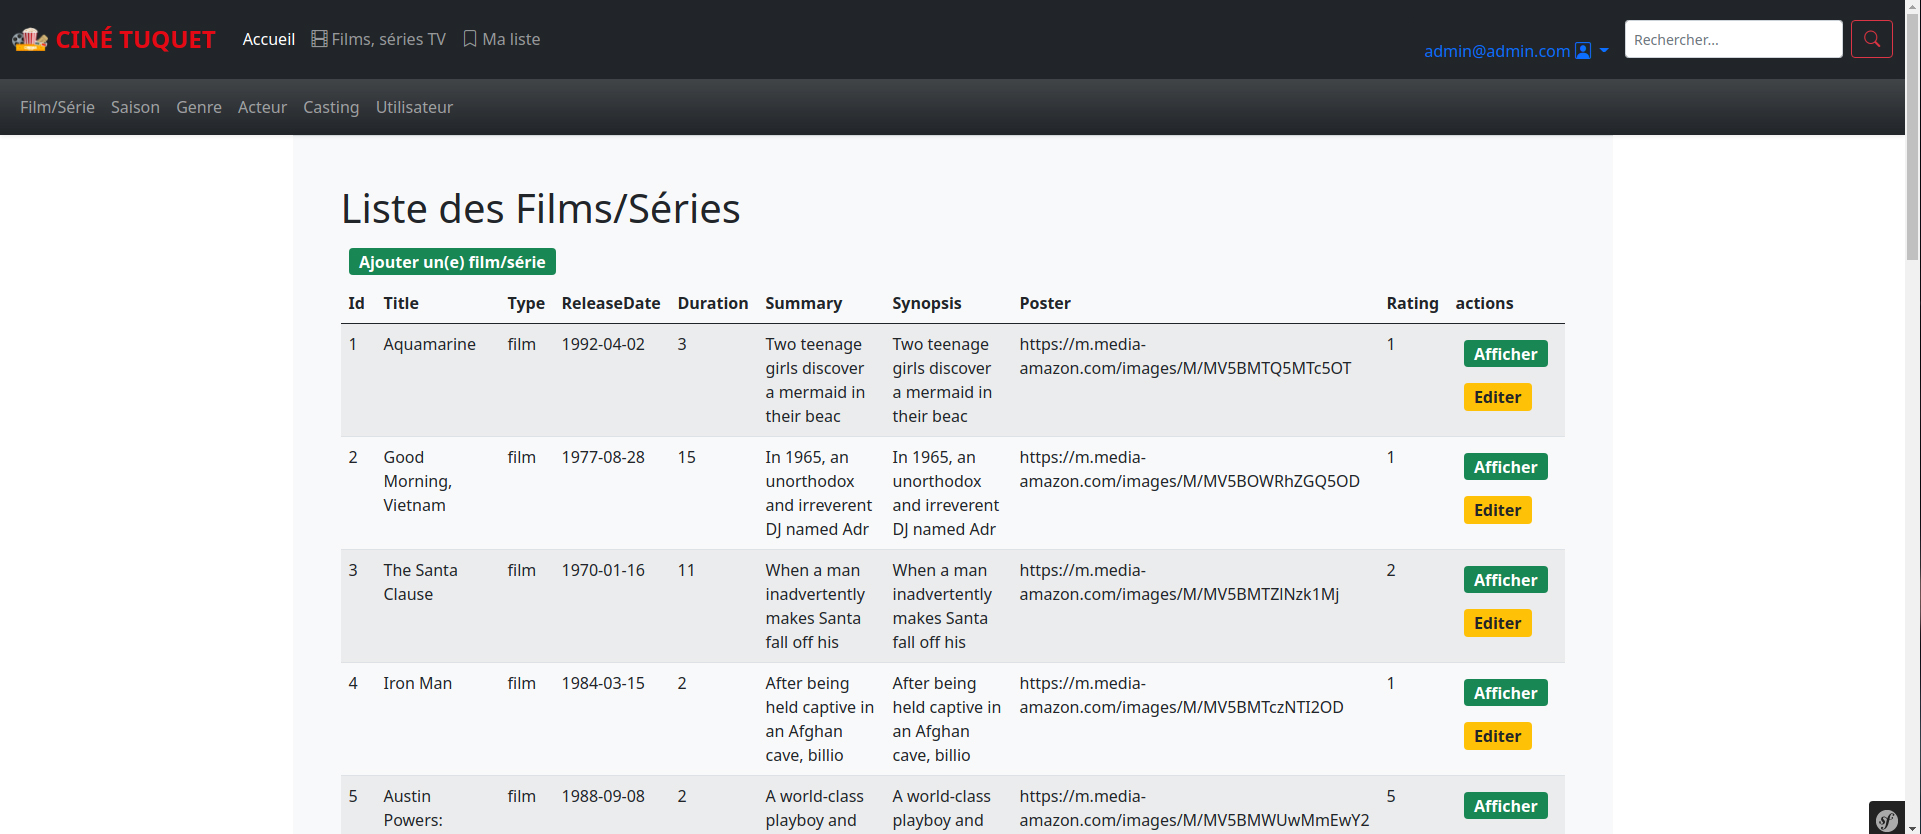 CINÉ TUQUET Accueil Films, séries TV Ma liste admin@admin.com Rechercher...
Film/Série Saison Genre Acteur Casting Utilisateur
Liste des Films/Séries
Ajouter un(e) film/série
Id Title Type ReleaseDate Duration Summary Synopsis Poster Rating actions
1 Aquamarine film 1992-04-02 3 Two teenage Two teenage https://m.media- 1 Afficher
girls discover girls discover amazon.com/images/M/MV5BMTQ5MTc5OT
a mermaid in a mermaid in Editer
their beac their beac
2 Good film 1977-08-28 15 In 1965, an In 1965, an https://m.media- 1 Afficher
Morning, unorthodox unorthodox amazon.com/images/M/MV5BOWRhZGQ5OD
Vietnam and irreverent and irreverent Editer
DJ named Adr DJ named Adr
3 The Santa film 1970-01-16 11 When a man When a man https://m.media- 2 Afficher
Clause inadvertently inadvertently amazon.com/images/M/MV5BMTZlNzk1Mj
makes Santa makes Santa Editer
fall off his fall off his
4 Iron Man film 1984-03-15 2 After being After being https://m.media- 1 Afficher
held captive in held captive in amazon.com/images/M/MV5BMTczNTI2OD
an Afghan an Afghan Editer
cave, billio cave, billio
5 Austin film 1988-09-08 2 A world-class A world-class https://m.media- 5 Afficher
Powers: playboy and playboy and amazon.com/images/M/MV5BMWUwMmEwY2
sf